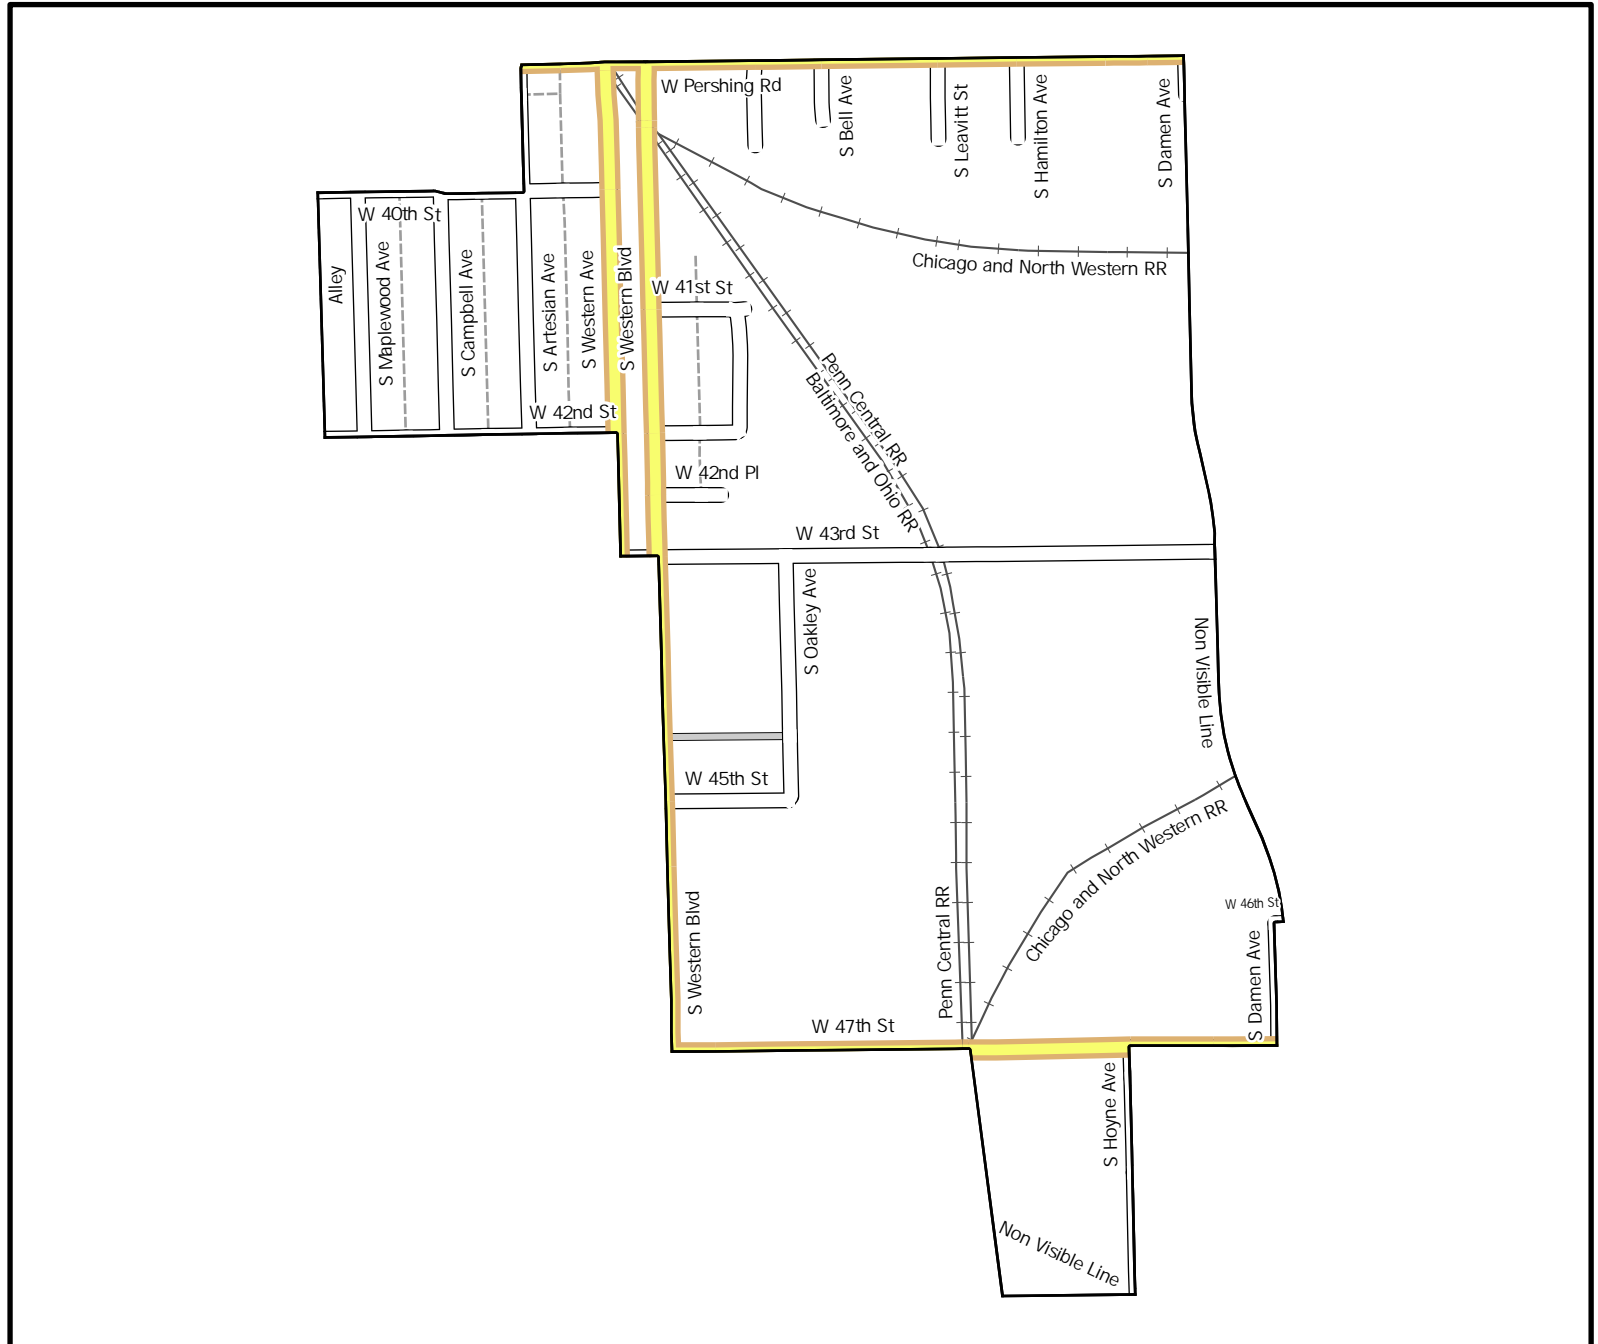 W Pershing Rd
S Bell Ave
S Leavitt St
S Hamilton Ave
S Damen Ave
W 40th St
Alley
S Maplewood Ave
S Campbell Ave
S Artesian Ave
S Western Ave
S Western Blvd
W 41st St
Chicago and North Western RR
Penn Central RR
Baltimore and Ohio RR
W 42nd St
W 42nd Pl
W 43rd St
S Oakley Ave
Non Visible Line
W 45th St
Chicago and North Western RR
S Western Blvd
Penn Central RR
W 46th St
S Damen Ave
W 47th St
S Hoyne Ave
Non Visible Line